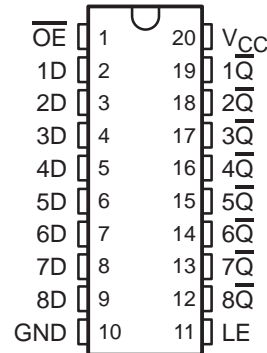 O̅E̅ 1 20 VCC
1D 2 19 1Q̅
2D 3 18 2Q̅
3D 4 17 3Q̅
4D 5 16 4Q̅
5D 6 15 5Q̅
6D 7 14 6Q̅
7D 8 13 7Q̅
8D 9 12 8Q̅
GND 10 11 LE